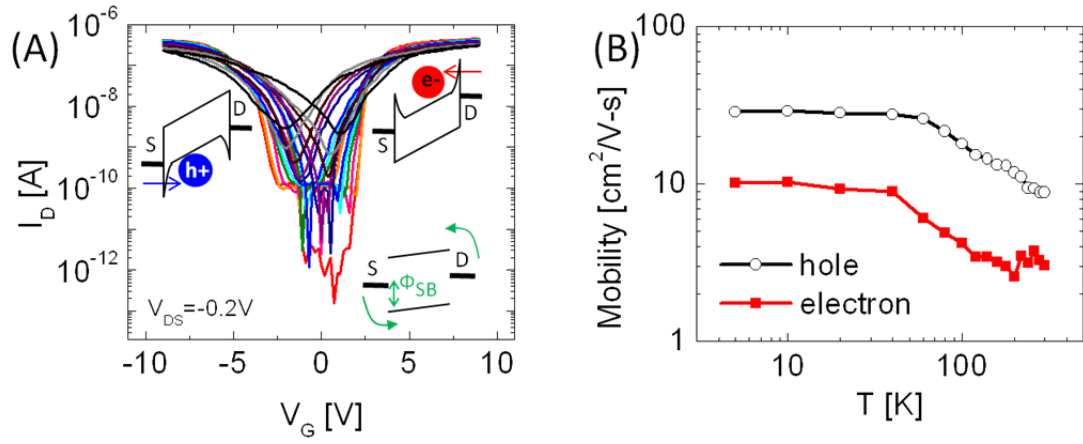 (A)
I_D [A]
10^-6
10^-8
10^-10
10^-12
-10
-5
0
5
10
V_G [V]
V_DS=-0.2V
S
D
h+
e-
S
D
S
D
Φ_SB
(B)
Mobility [cm^2/V-s]
100
10
1
hole
electron
10
100
T [K]